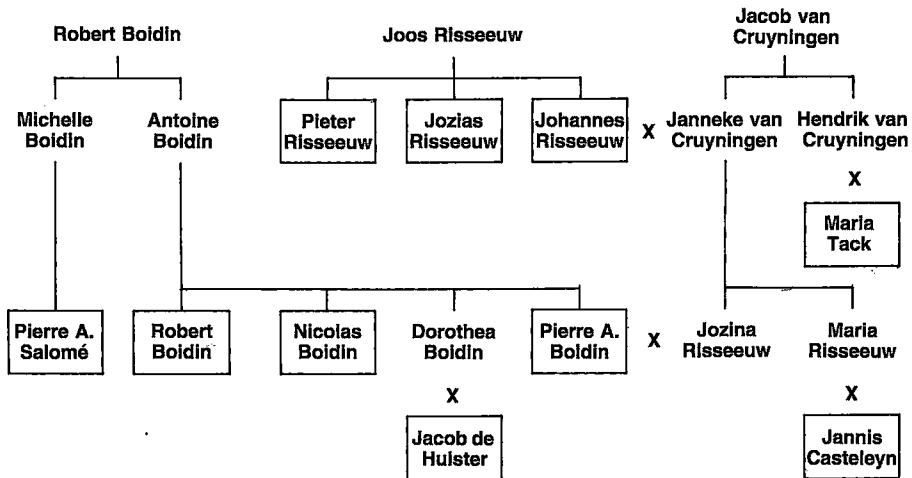 Robert Boidin
Joos Risseeuw
Jacob van
Cruyningen
Michelle
Boidin
Antoine
Boidin
Pieter
Risseeuw
Jozias
Risseeuw
Johannes
Risseeuw
X
Janneke van
Cruyningen
Hendrik van
Cruyningen
X
Maria
Tack
Pierre A.
Salomé
Robert
Boidin
Nicolas
Boidin
Dorothea
Boidin
Pierre A.
Boidin
X
Jozina
Risseeuw
Maria
Risseeuw
X
X
Jacob de
Hulster
Jannis
Casteleyn